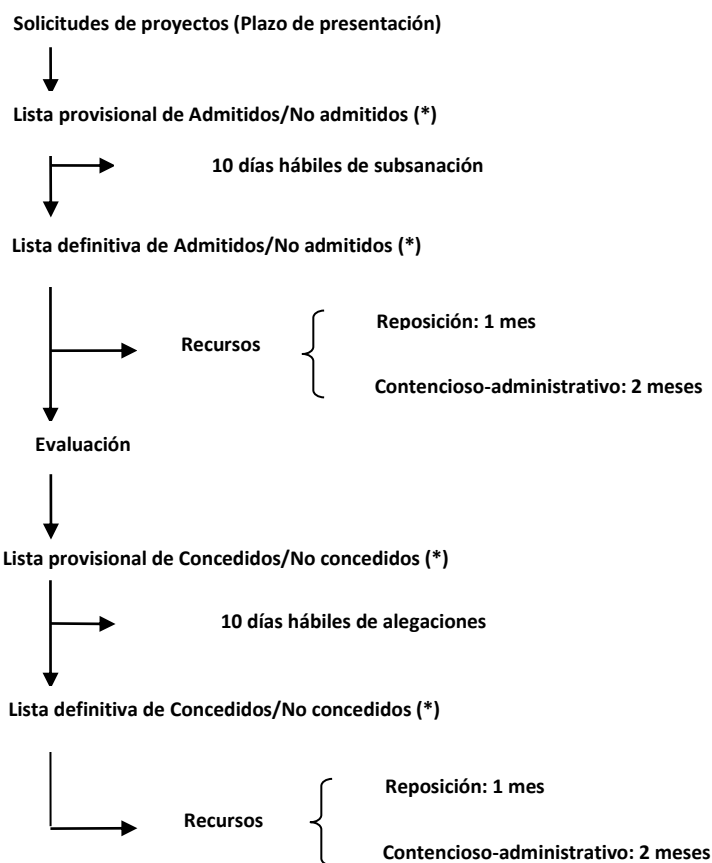 Solicitudes de proyectos (Plazo de presentación)
Lista provisional de Admitidos/No admitidos (*)
10 días hábiles de subsanación
Lista definitiva de Admitidos/No admitidos (*)
Reposición: 1 mes
Recursos
Contencioso-administrativo: 2 meses
Evaluación
Lista provisional de Concedidos/No concedidos (*)
10 días hábiles de alegaciones
Lista definitiva de Concedidos/No concedidos (*)
Reposición: 1 mes
Recursos
Contencioso-administrativo: 2 meses